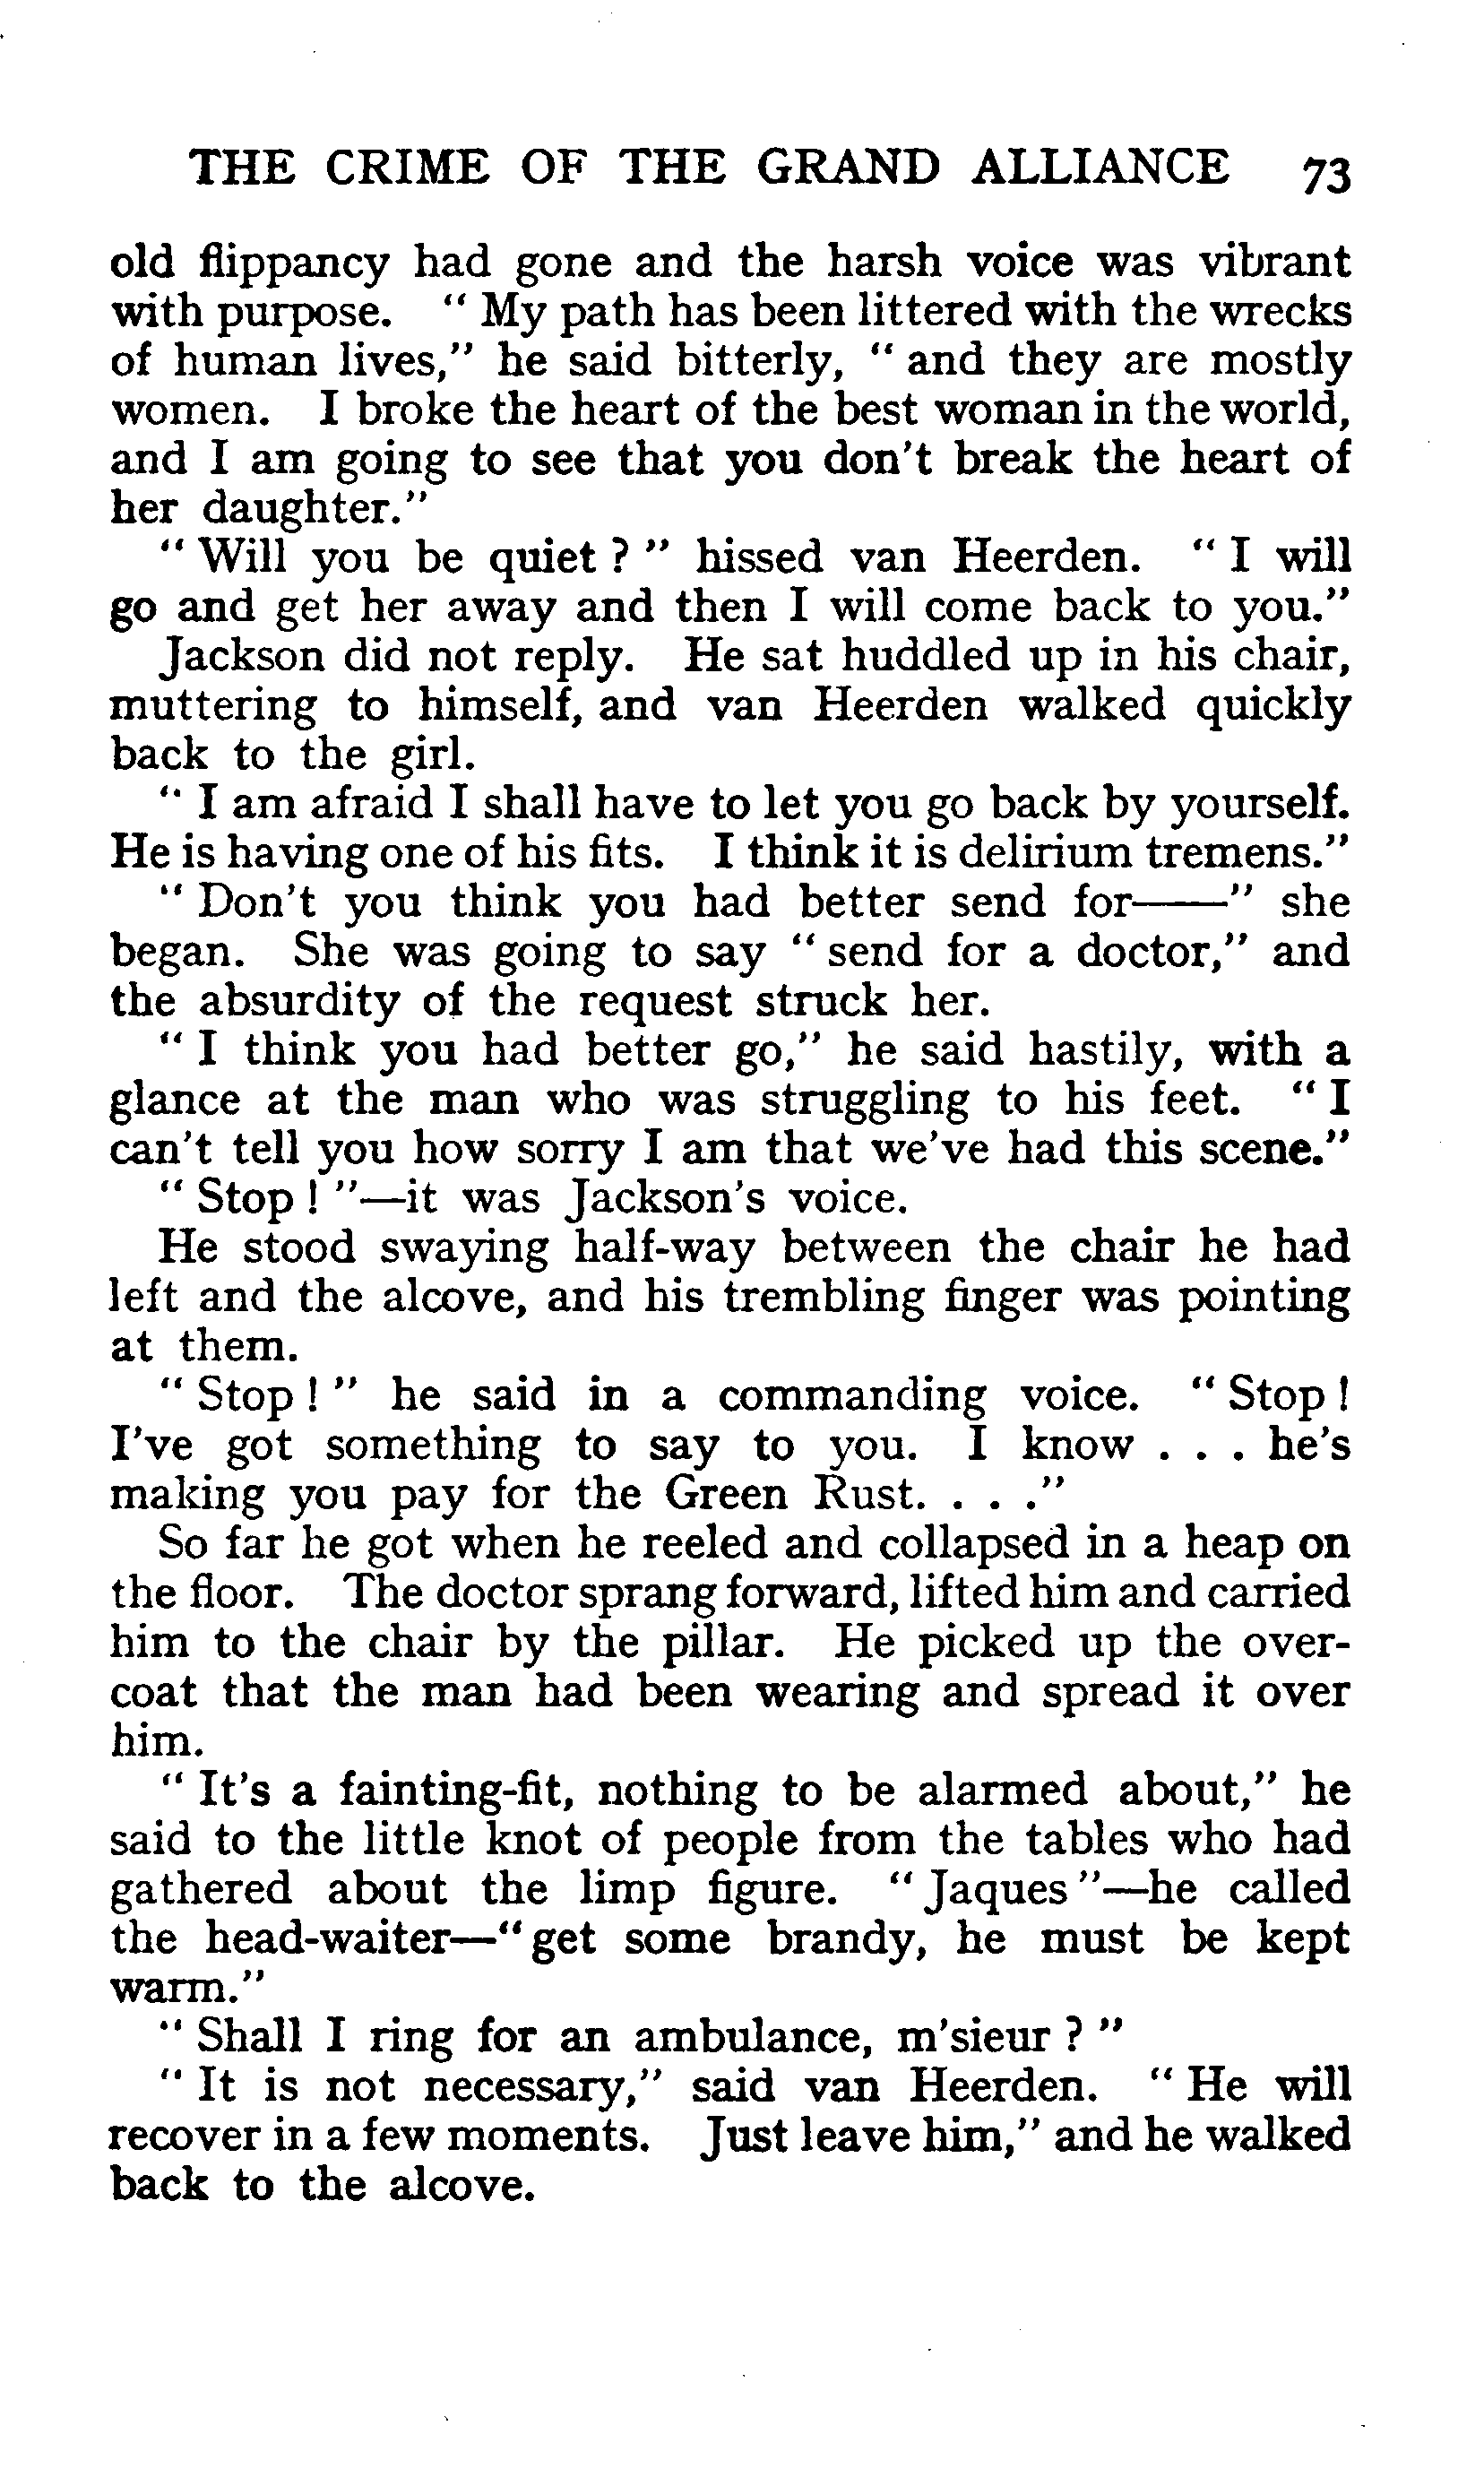 THE CRIME OF THE GRAND ALLIANCE 73
old flippancy had gone and the harsh voice was vibrant
with purpose. " My path has been littered with the wrecks
of human lives," he said bitterly, " and they are mostly
women. I broke the heart of the best woman in the world,
and I am going to see that you don't break the heart of
her daughter."
" Will you be quiet ? " hissed van Heerden. " I will
go and get her away and then I will come back to you."
Jackson did not reply. He sat huddled up in his chair,
muttering to himself, and van Heerden walked quickly
back to the girl.
" I am afraid I shall have to let you go back by yourself.
He is having one of his fits. I think it is delirium tremens."
" Don't you think you had better send for——" she
began. She was going to say " send for a doctor," and
the absurdity of the request struck her.
" I think you had better go," he said hastily, with a
glance at the man who was struggling to his feet. " I
can't tell you how sorry I am that we've had this scene."
" Stop ! "—it was Jackson's voice.
He stood swaying half-way between the chair he had
left and the alcove, and his trembling finger was pointing
at them.
" Stop ! " he said in a commanding voice. " Stop !
I've got something to say to you. I know . . . he's
making you pay for the Green Rust. . . ."
So far he got when he reeled and collapsed in a heap on
the floor. The doctor sprang forward, lifted him and carried
him to the chair by the pillar. He picked up the over-
coat that the man had been wearing and spread it over
him.
" It's a fainting-fit, nothing to be alarmed about," he
said to the little knot of people from the tables who had
gathered about the limp figure. " Jaques "—he called
the head-waiter—" get some brandy, he must be kept
warm."
" Shall I ring for an ambulance, m'sieur ? "
" It is not necessary," said van Heerden. " He will
recover in a few moments. Just leave him," and he walked
back to the alcove.